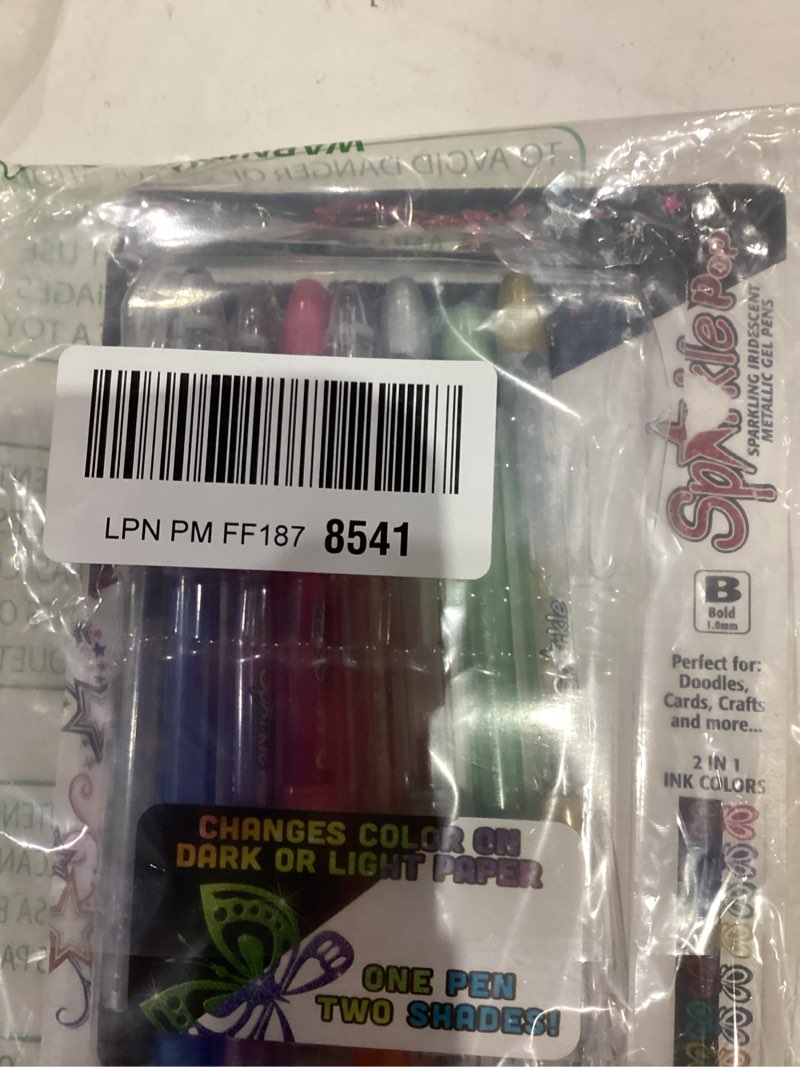 TO AVOID DANGER OF
LPN PM FF187 8541
Sparkle Pop
SPARKLING IRIDESCENT
METALLIC GEL PENS
B
Bold
1.0mm
Perfect for:
Doodles,
Cards, Crafts
and more...
2 IN 1
INK COLORS
CHANGES COLOR ON
DARK OR LIGHT PAPER
ONE PEN
TWO SHADES!